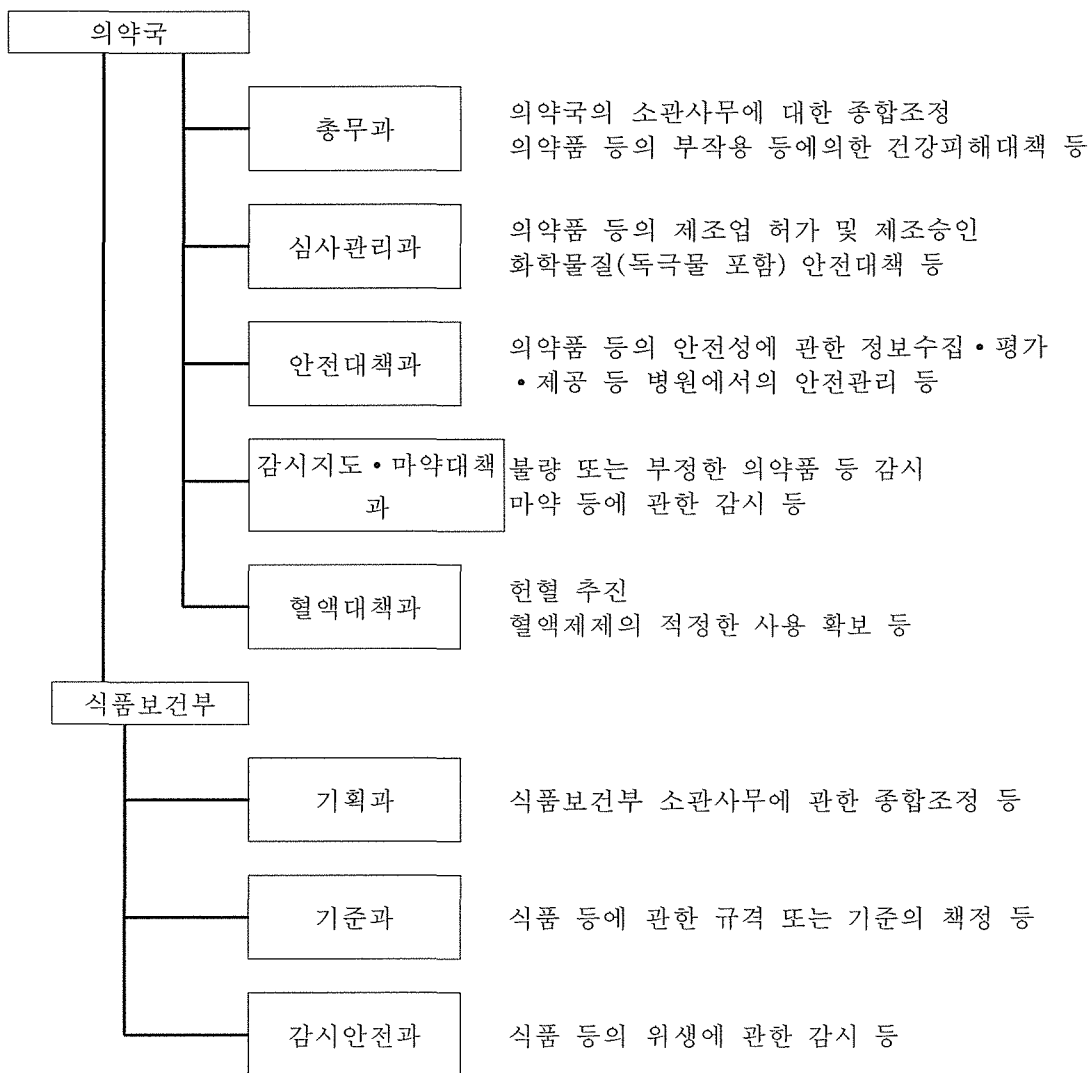 의약국
총무과
의약국의 소관사무에 대한 종합조정
의약품 등의 부작용 등에의한 건강피해대책 등
심사관리과
의약품 등의 제조업 허가 및 제조승인
화학물질(독극물 포함) 안전대책 등
안전대책과
의약품 등의 안전성에 관한 정보수집•평가
•제공 등 병원에서의 안전관리 등
감시지도•마약대책
과
불량 또는 부정한 의약품 등 감시
마약 등에 관한 감시 등
혈액대책과
헌혈 추진
혈액제제의 적정한 사용 확보 등
식품보건부
기획과
식품보건부 소관사무에 관한 종합조정 등
기준과
식품 등에 관한 규격 또는 기준의 책정 등
감시안전과
식품 등의 위생에 관한 감시 등